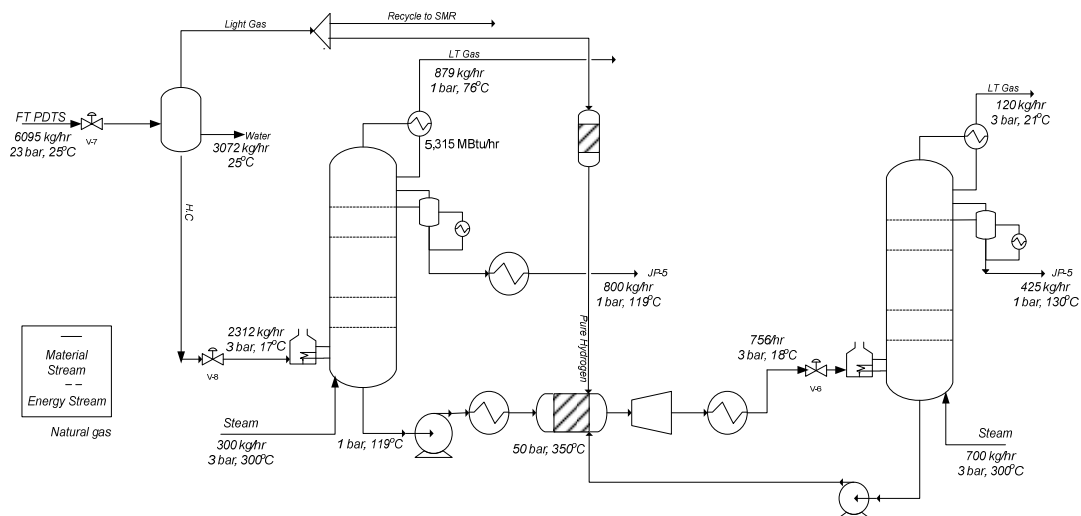 Recycle to SMR
Light Gas
LT Gas
879 kg/hr
1 bar, 76°C
LT Gas
120 kg/hr
3 bar, 21°C
FT PDTS
6095 kg/hr
23 bar, 25°C
V-7
Water
3072 kg/hr
25°C
5,315 MBtu/hr
H.C
JP-5
800 kg/hr
1 bar, 119°C
JP-5
425 kg/hr
1 bar, 130°C
Pure Hydrogen
2312 kg/hr
3 bar, 17°C
V-8
756/hr
3 bar, 18°C
V-6
Material
Stream
Energy Stream
Natural gas
Steam
300 kg/hr
3 bar, 300°C
1 bar, 119°C
50 bar, 350°C
Steam
700 kg/hr
3 bar, 300°C